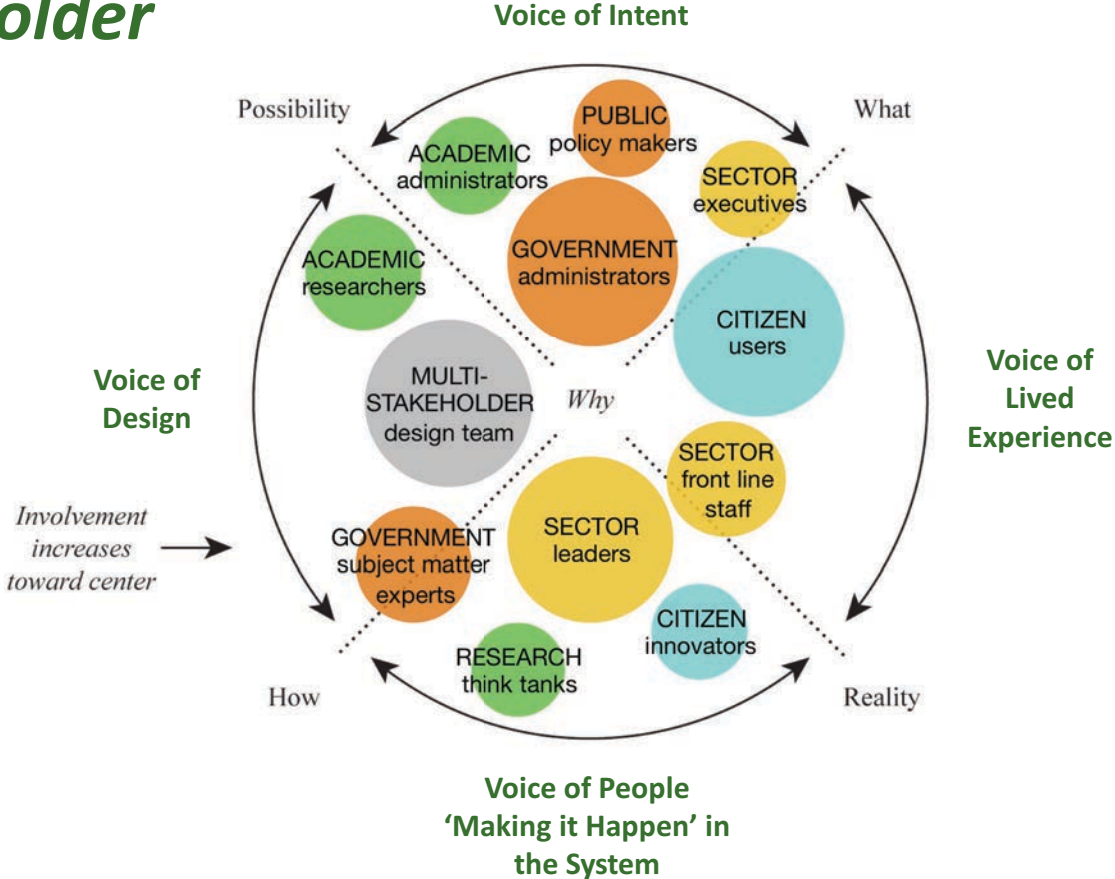 older
Voice of Intent
Possibility
What
PUBLIC
policy makers
ACADEMIC
administrators
SECTOR
executives
ACADEMIC
researchers
GOVERNMENT
administrators
CITIZEN
users
MULTI-
STAKEHOLDER
design team
Why
Voice of
Design
Voice of
Lived
Experience
SECTOR
front line
staff
Involvement
increases
toward center
GOVERNMENT
subject matter
experts
SECTOR
leaders
CITIZEN
innovators
RESEARCH
think tanks
How
Reality
Voice of People
‘Making it Happen’ in
the System